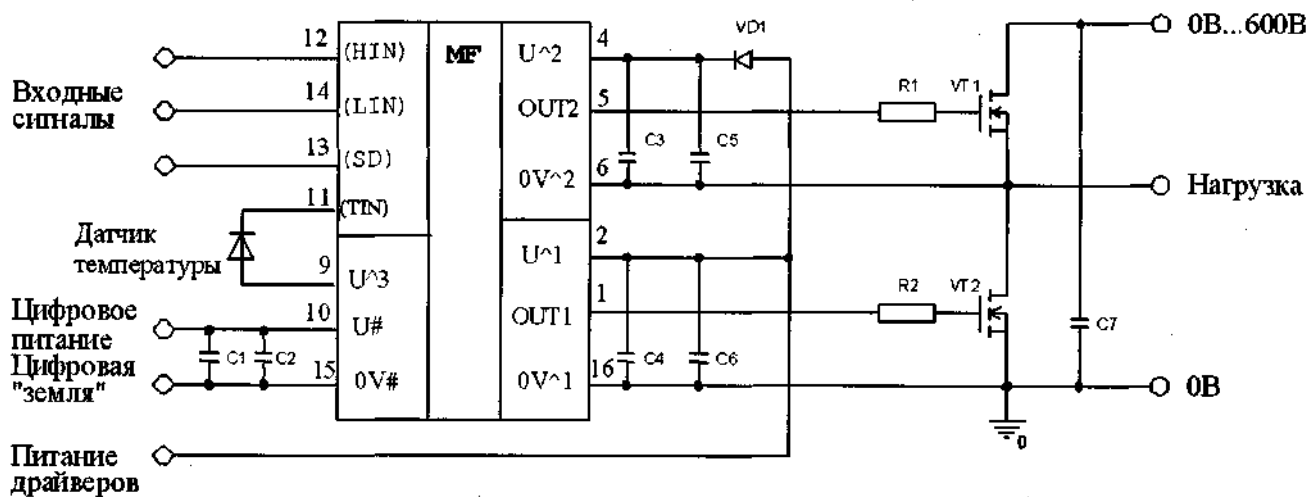 Входные
сигналы
Датчик
температуры
Цифровое
питание
Цифровая
"земля"
Питание
драйверов
12
14
13
11
9
10
15
(HIN)
(LIN)
(SD)
(TIN)
U^3
U#
0V#
MF
U^2
OUT2
0V^2
U^1
OUT1
0V^1
4
5
6
2
1
16
C1
C2
C3
C5
C4
C6
VD1
R1
VT1
R2
VT2
C7
0
0В...600В
Нагрузка
0В